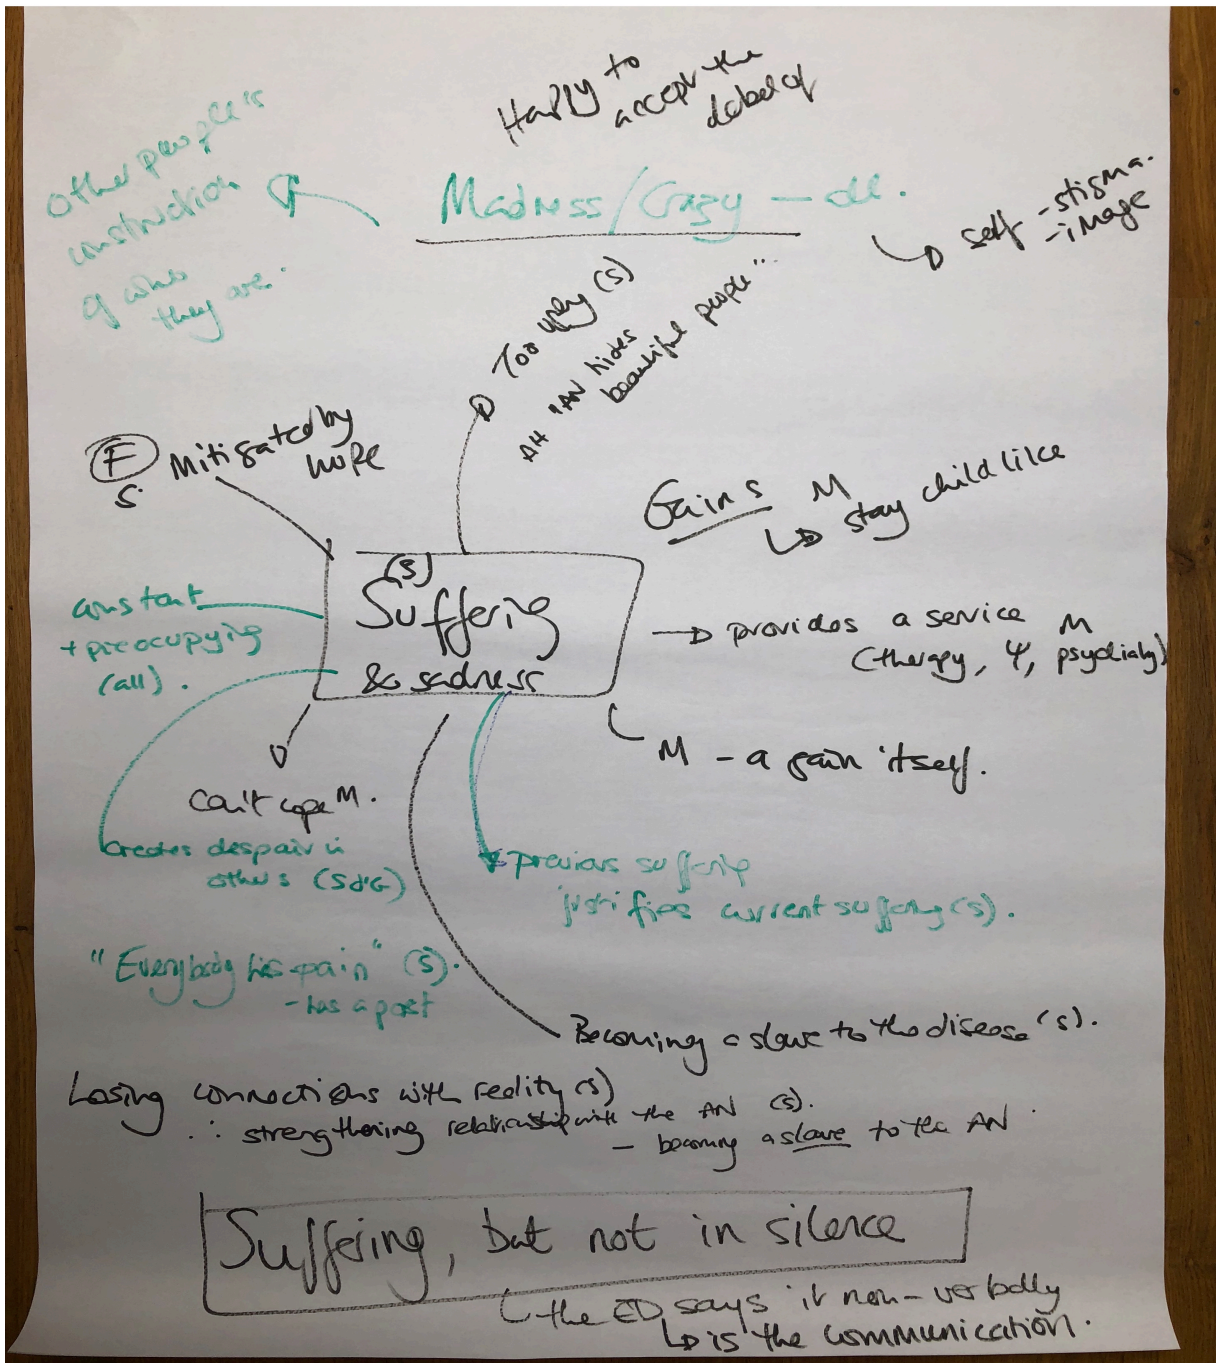 Happy to
accept the
label of
Other people's
construction
of who
they are.
Madness/Crazy – all.
self - stigma.
- image
Too ugly (S)
"AN hides
beautiful people"
(F) Mitigated by
S. hope
Gains M
stay child like
constant
+ preocupying
(all).
(S)
Suffering
& sadness
provides a service M
(therapy, Ψ, psychiatry)
M - a gain itself.
Can't cope M.
Creates despair in
others (S d'G)
previous suffering
justifies current suffering (S).
"Everybody has pain" (S).
- has a past
Becoming a slave to the disease (S).
Losing connections with reality (S)
∴ strengthening relationship with the AN (S).
- becoming a slave to the AN.
Suffering, but not in silence
the ED says it non-verbally
is the communication.